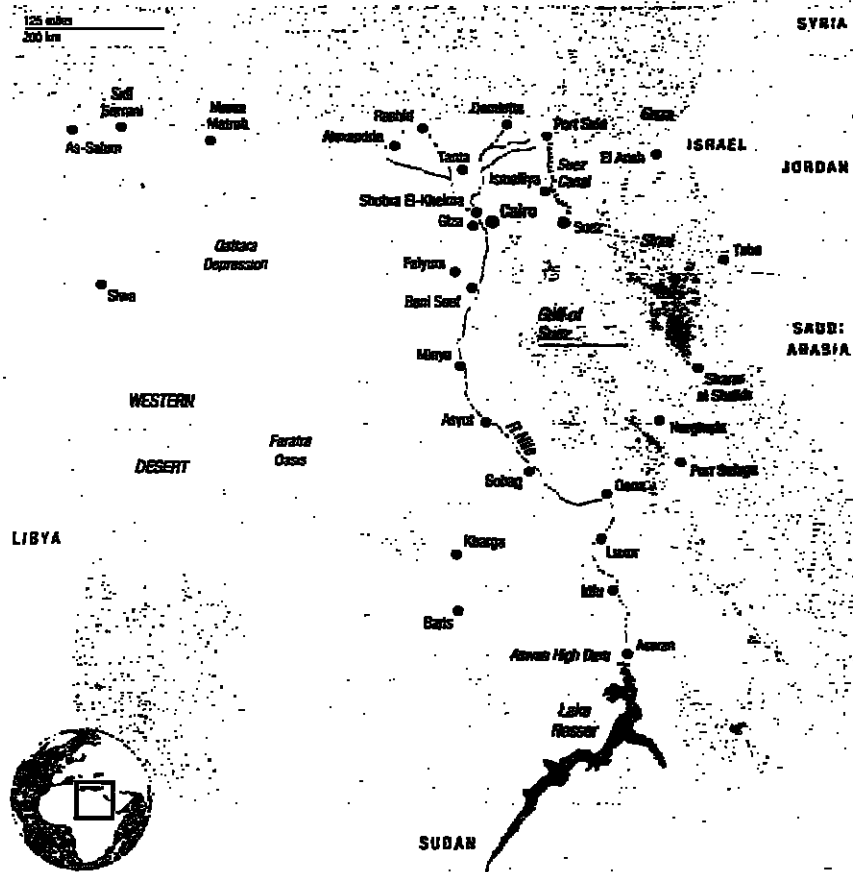 125 miles
200 km
SYRIA
Sidi
Barrani
Mersa
Matruh
As-Salum
Rashid
Damietta
Port Said
Gaza
ISRAEL
Tanta
El Arish
JORDAN
Ismailiya
Suez
Canal
Shobra El-Kheima
Cairo
Giza
Suez
Sinai
Taba
Qattara
Depression
Faiyum
Siwa
Beni Suef
Gulf of
Suez
SAUDI
ARABIA
Minya
Sharm
el Sheikh
WESTERN
Asyut
R Nile
Hurghada
DESERT
Farafra
Oasis
Port Safaga
Sohag
Qena
LIBYA
Kharga
Luxor
Idfu
Baris
Aswan High Dam
Aswan
Lake
Nasser
SUDAN